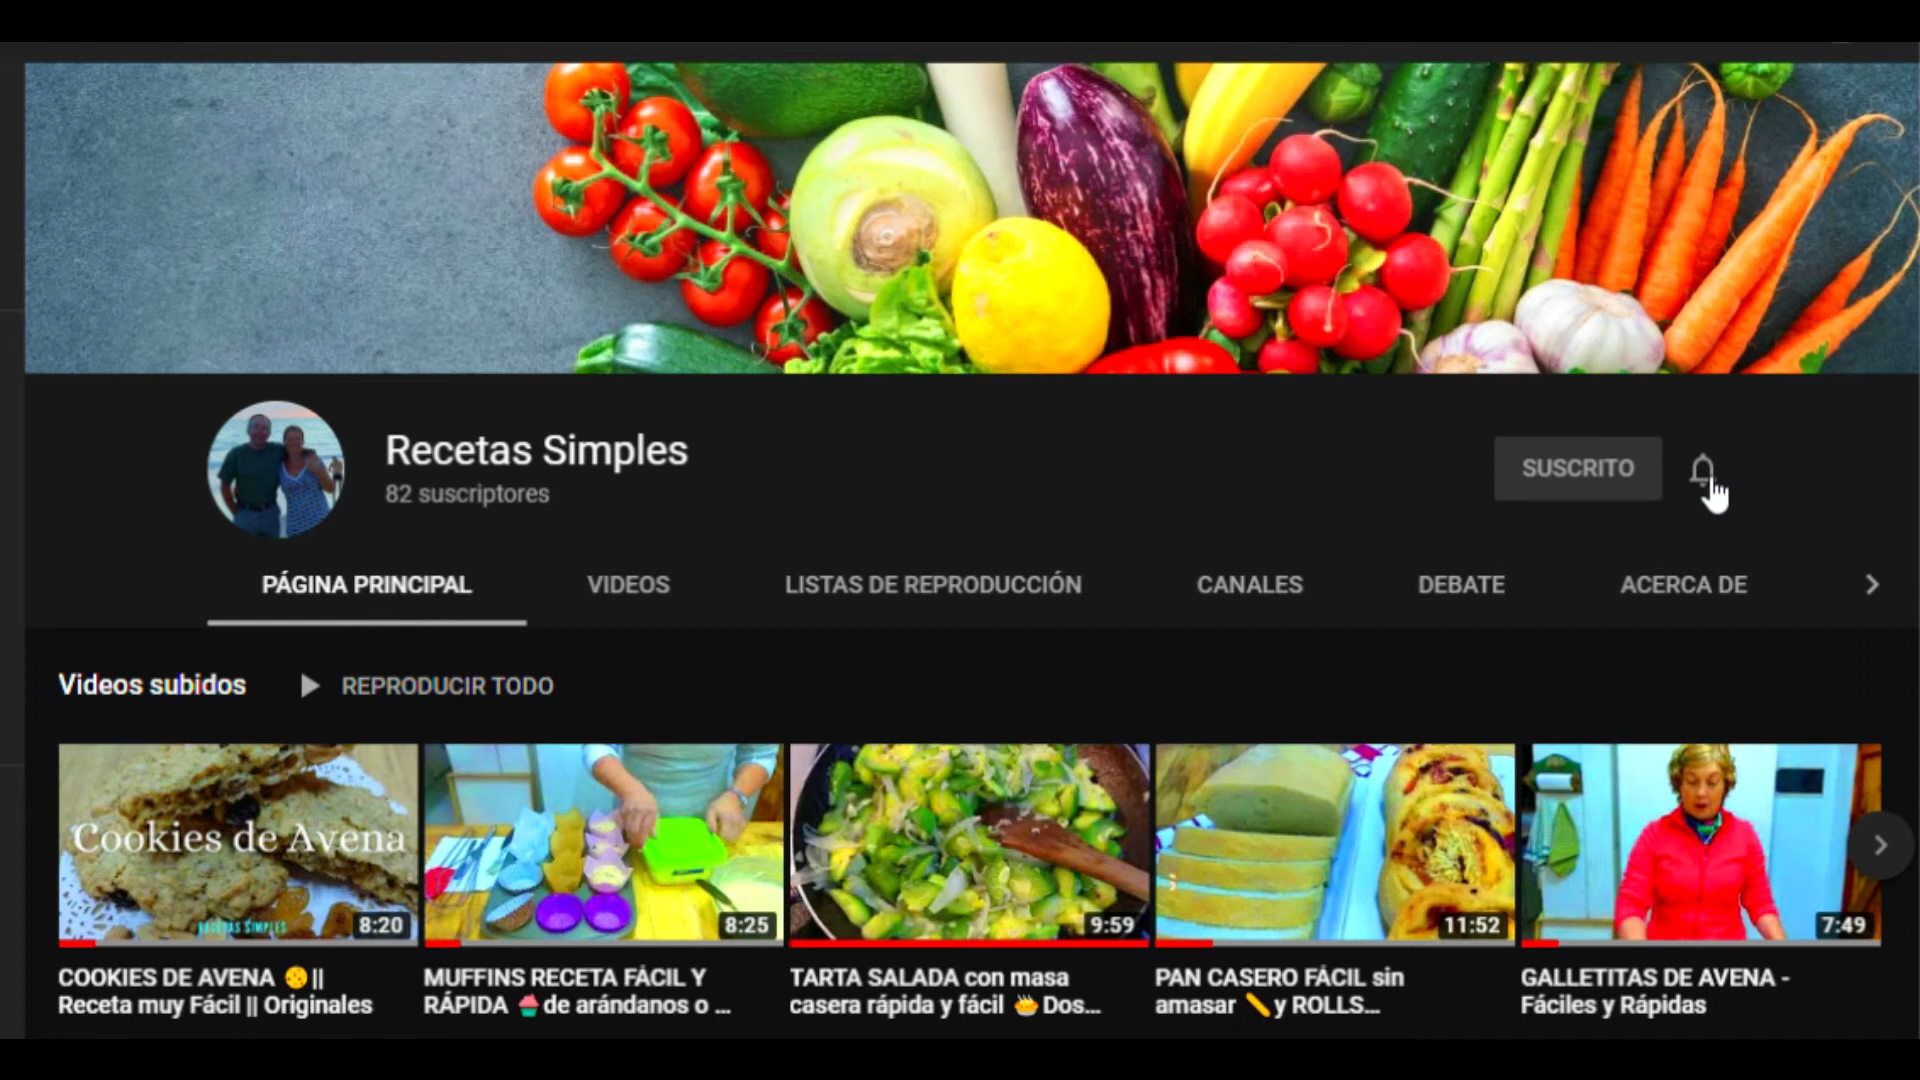 Recetas Simples
82 suscriptores
SUSCRITO
PÁGINA PRINCIPAL
VIDEOS
LISTAS DE REPRODUCCIÓN
CANALES
DEBATE
ACERCA DE
Videos subidos
REPRODUCIR TODO
Cookies de Avena
RECETAS SIMPLES
8:20
8:25
9:59
11:52
7:49
COOKIES DE AVENA 🍪 ||
Receta muy Fácil || Originales
MUFFINS RECETA FÁCIL Y
RÁPIDA 🧁 de arándanos o ...
TARTA SALADA con masa
casera rápida y fácil 🥧 Dos...
PAN CASERO FÁCIL sin
amasar 🥖 y ROLLS...
GALLETITAS DE AVENA -
Fáciles y Rápidas